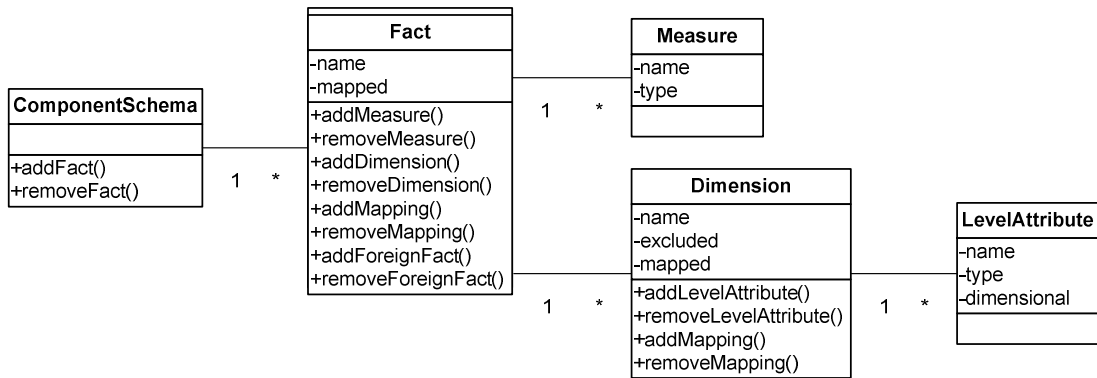 ComponentSchema
+addFact()
+removeFact()
1 *
Fact
-name
-mapped
+addMeasure()
+removeMeasure()
+addDimension()
+removeDimension()
+addMapping()
+removeMapping()
+addForeignFact()
+removeForeignFact()
1 *
Measure
-name
-type
1 *
Dimension
-name
-excluded
-mapped
+addLevelAttribute()
+removeLevelAttribute()
+addMapping()
+removeMapping()
1 *
LevelAttribute
-name
-type
-dimensional